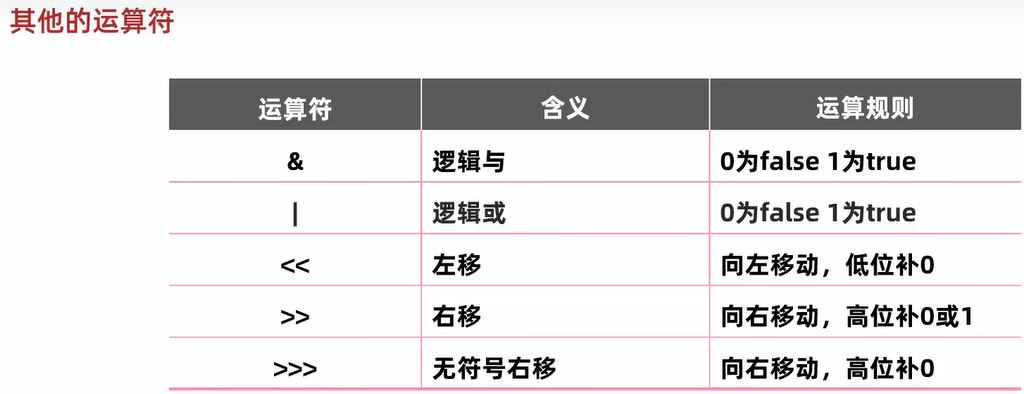 其他的运算符
运算符 含义 运算规则
& 逻辑与 0为false 1为true
| 逻辑或 0为false 1为true
<< 左移 向左移动，低位补0
>> 右移 向右移动，高位补0或1
>>> 无符号右移 向右移动，高位补0